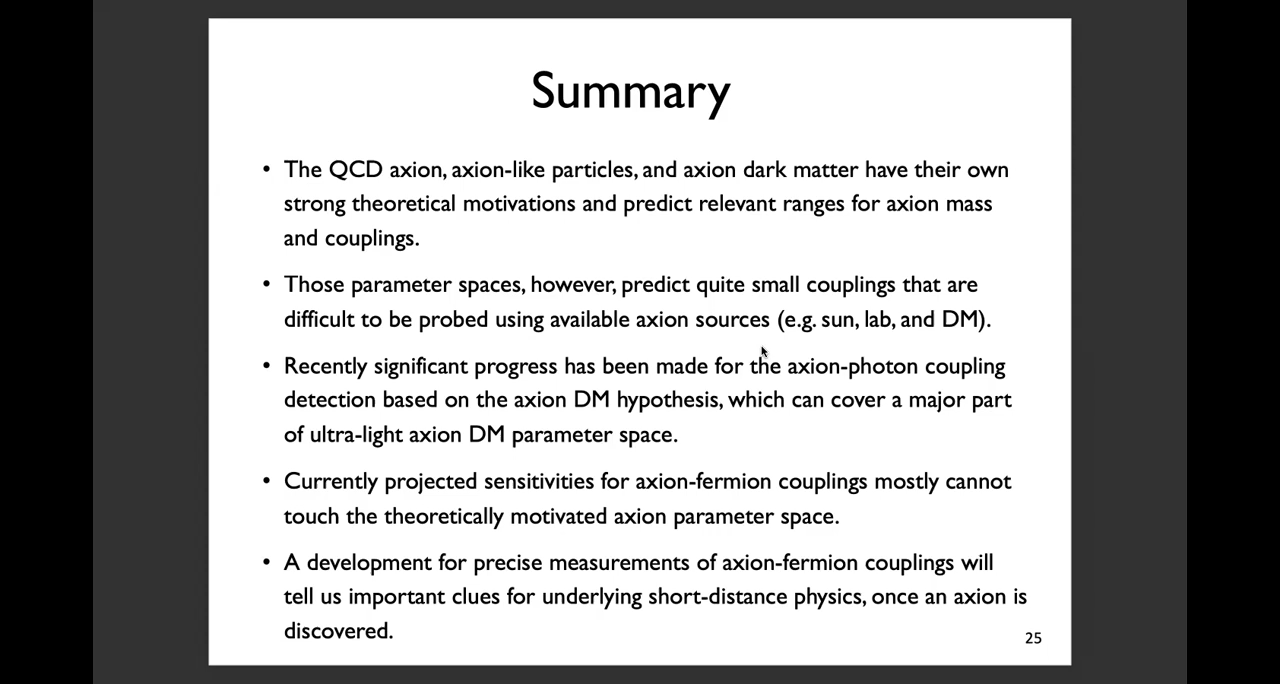 Summary
• The QCD axion, axion-like particles, and axion dark matter have their own
strong theoretical motivations and predict relevant ranges for axion mass
and couplings.
• Those parameter spaces, however, predict quite small couplings that are
difficult to be probed using available axion sources (e.g. sun, lab, and DM).
• Recently significant progress has been made for the axion-photon coupling
detection based on the axion DM hypothesis, which can cover a major part
of ultra-light axion DM parameter space.
• Currently projected sensitivities for axion-fermion couplings mostly cannot
touch the theoretically motivated axion parameter space.
• A development for precise measurements of axion-fermion couplings will
tell us important clues for underlying short-distance physics, once an axion is
discovered.
25